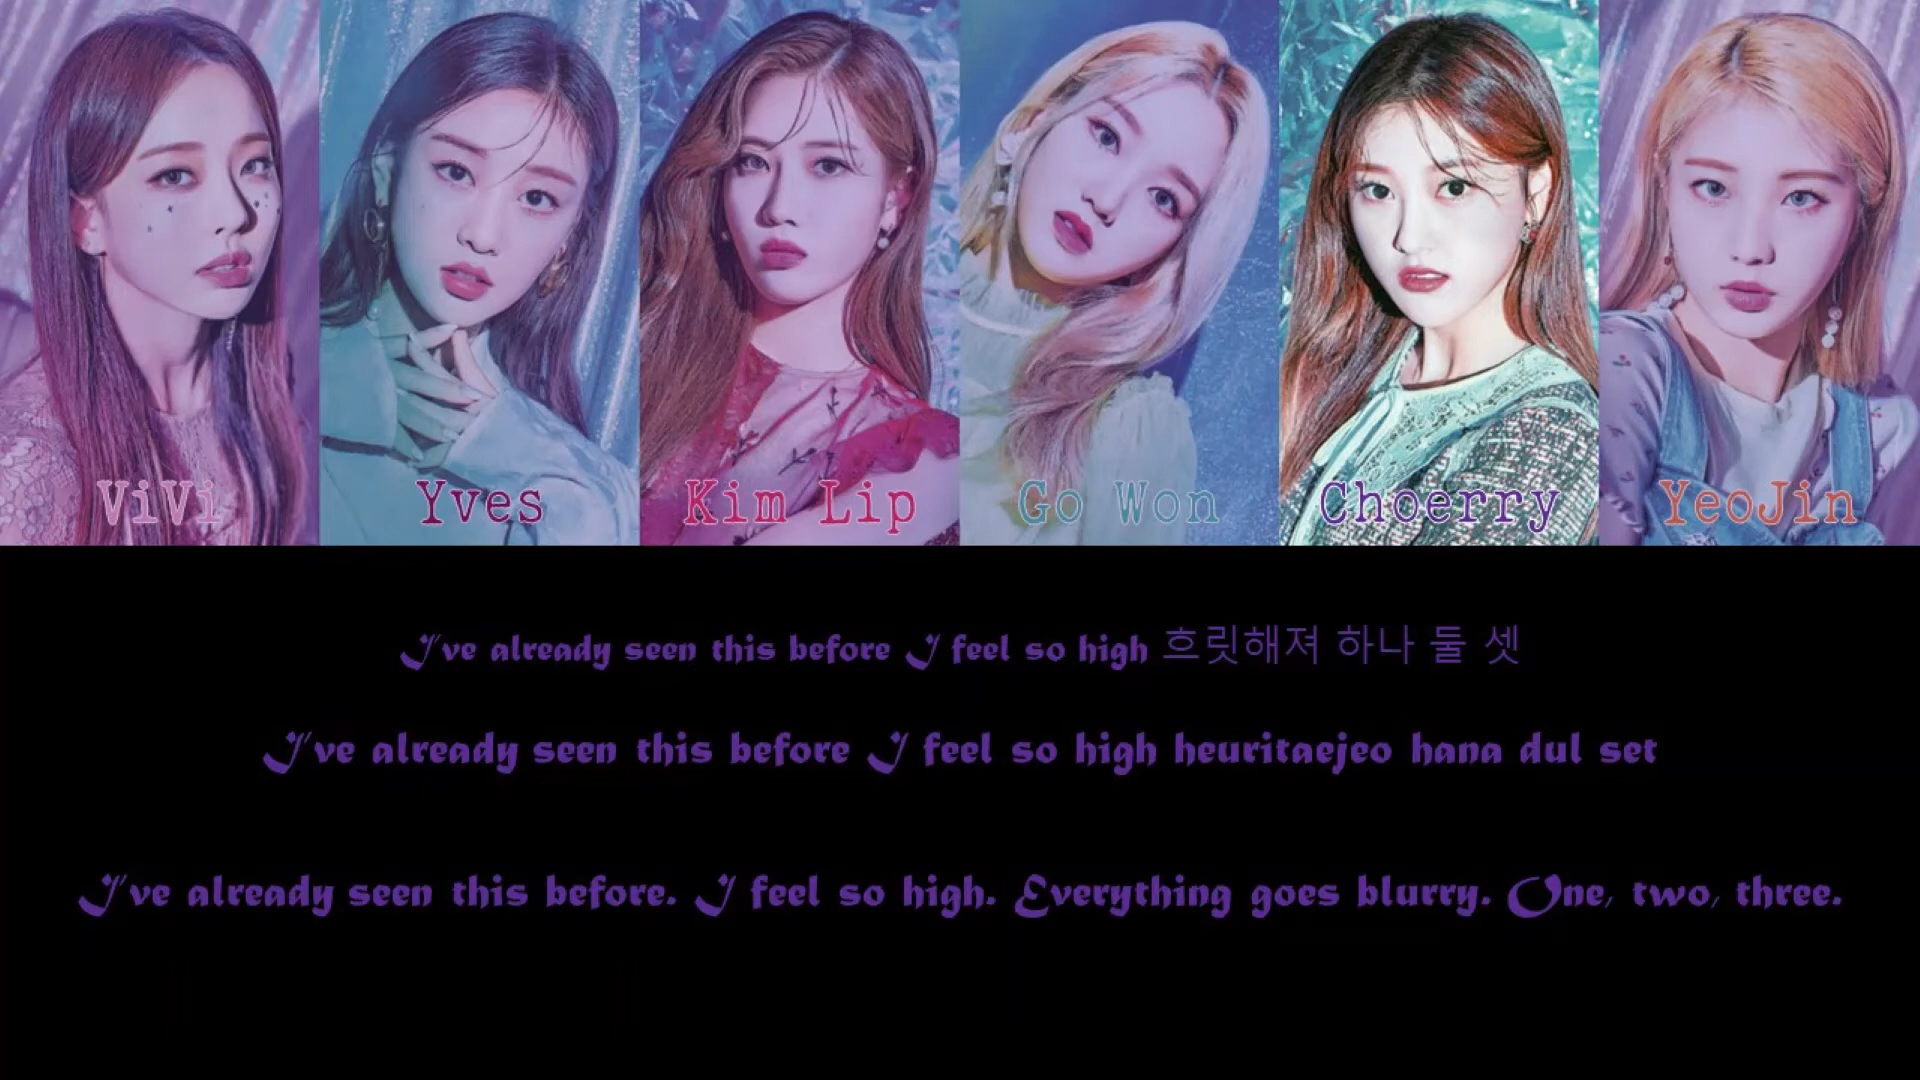 ViVi
Yves
Kim Lip
Go Won
Choerry
YeoJin
I've already seen this before I feel so high 흐릿해져 하나 둘 셋
I've already seen this before I feel so high heuritaejeo hana dul set
I've already seen this before. I feel so high. Everything goes blurry. One, two, three.